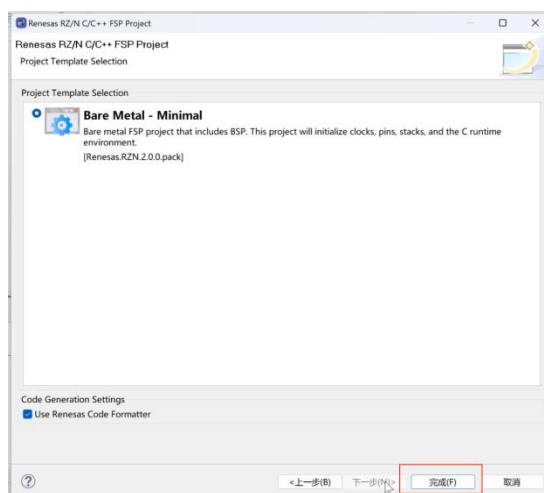 Renesas RZ/N C/C++ FSP Project
Renesas RZ/N C/C++ FSP Project
Project Template Selection
Project Template Selection
Bare Metal - Minimal
Bare metal FSP project that includes BSP. This project will initialize clocks, pins, stacks, and the C runtime
environment.
[Renesas.RZN.2.0.0.pack]
Code Generation Settings
Use Renesas Code Formatter
<上一步(B) 下一步(N)> 完成(F) 取消